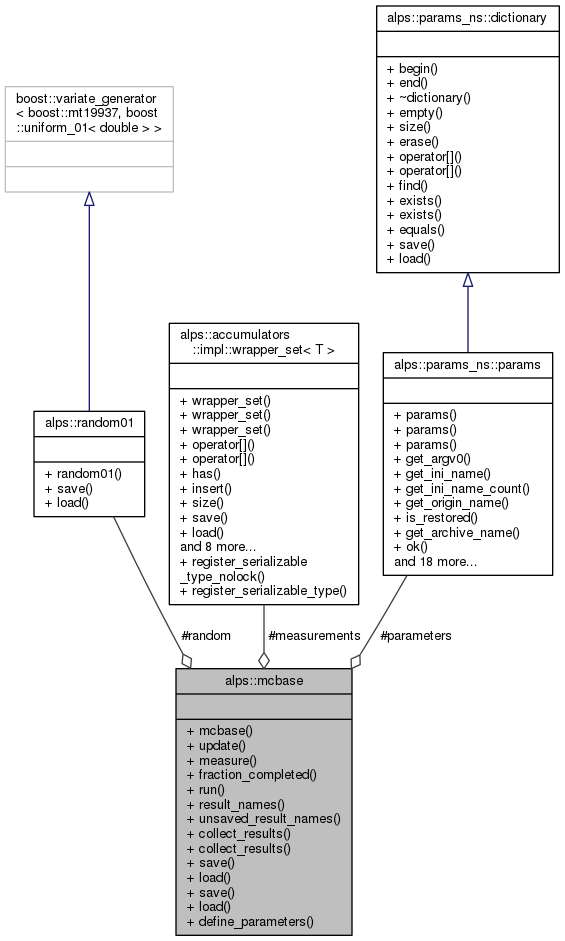 alps::params_ns::dictionary
+ begin()
+ end()
+ ~dictionary()
+ empty()
+ size()
+ erase()
+ operator[]()
+ operator[]()
+ find()
+ exists()
+ exists()
+ equals()
+ save()
+ load()
boost::variate_generator
< boost::mt19937, boost
::uniform_01< double > >
alps::accumulators
::impl::wrapper_set< T >
+ wrapper_set()
+ wrapper_set()
+ wrapper_set()
+ operator[]()
+ operator[]()
+ has()
+ insert()
+ size()
+ save()
+ load()
and 8 more...
+ register_serializable
_type_nolock()
+ register_serializable_type()
alps::params_ns::params
+ params()
+ params()
+ params()
+ get_argv0()
+ get_ini_name()
+ get_ini_name_count()
+ get_origin_name()
+ is_restored()
+ get_archive_name()
+ ok()
and 18 more...
alps::random01
+ random01()
+ save()
+ load()
#random
#measurements
#parameters
alps::mcbase
+ mcbase()
+ update()
+ measure()
+ fraction_completed()
+ run()
+ result_names()
+ unsaved_result_names()
+ collect_results()
+ collect_results()
+ save()
+ load()
+ save()
+ load()
+ define_parameters()